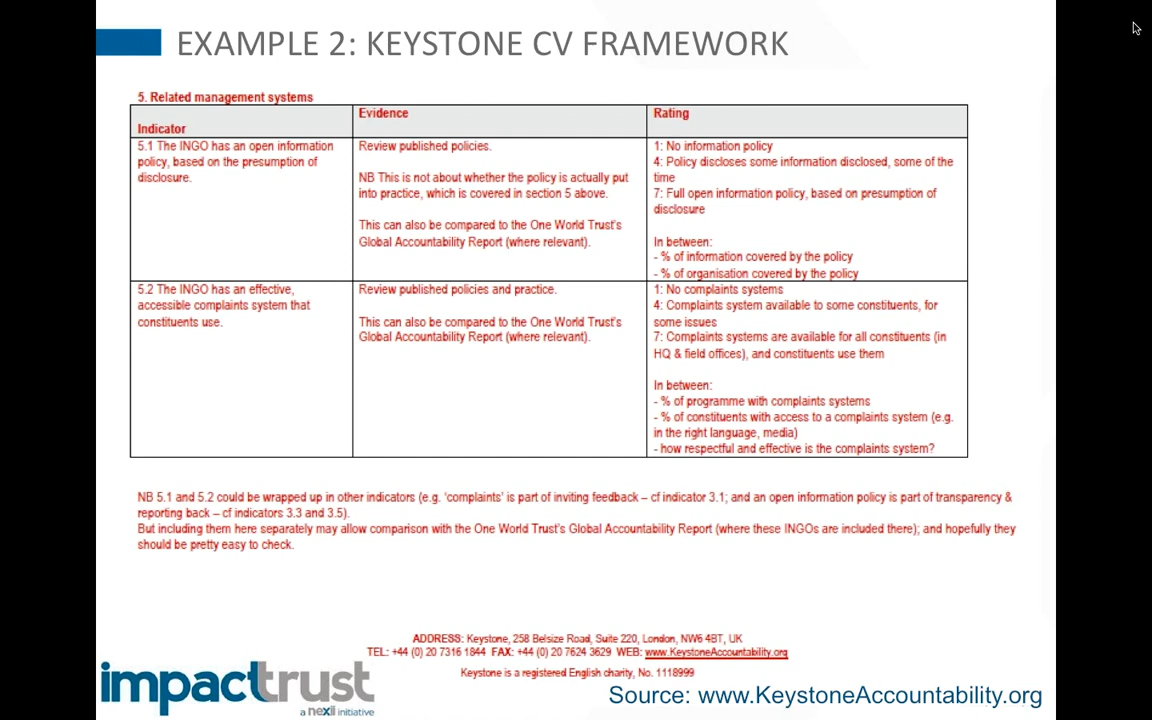 EXAMPLE 2: KEYSTONE CV FRAMEWORK
5. Related management systems
Indicator
Evidence
Rating
5.1 The INGO has an open information
policy, based on the presumption of
disclosure.
Review published policies.
NB This is not about whether the policy is actually put
into practice, which is covered in section 5 above.
This can also be compared to the One World Trust's
Global Accountability Report (where relevant).
1: No information policy
4: Policy discloses some information disclosed, some of the
time
7: Full open information policy, based on presumption of
disclosure
In between:
- % of information covered by the policy
- % of organisation covered by the policy
5.2 The INGO has an effective,
accessible complaints system that
constituents use.
Review published policies and practice.
This can also be compared to the One World Trust's
Global Accountability Report (where relevant).
1: No complaints systems
4: Complaints system available to some constituents, for
some issues
7: Complaints systems are available for all constituents (in
HQ & field offices), and constituents use them
In between:
- % of programme with complaints systems
- % of constituents with access to a complaints system (e.g.
in the right language, media)
- how respectful and effective is the complaints system?
NB 5.1 and 5.2 could be wrapped up in other indicators (e.g. 'complaints' is part of inviting feedback – cf indicator 3.1; and an open information policy is part of transparency &
reporting back – cf indicators 3.3 and 3.5).
But including them here separately may allow comparison with the One World Trust's Global Accountability Report (where these INGOs are included there); and hopefully they
should be pretty easy to check.
ADDRESS: Keystone, 258 Belsize Road, Suite 220, London, NW6 4BT, UK
TEL: +44 (0) 20 7316 1844 FAX: +44 (0) 20 7624 3629 WEB: www.KeystoneAccountability.org
Keystone is a registered English charity, No. 1118999
impacttrust
a nexii initiative
Source: www.KeystoneAccountability.org